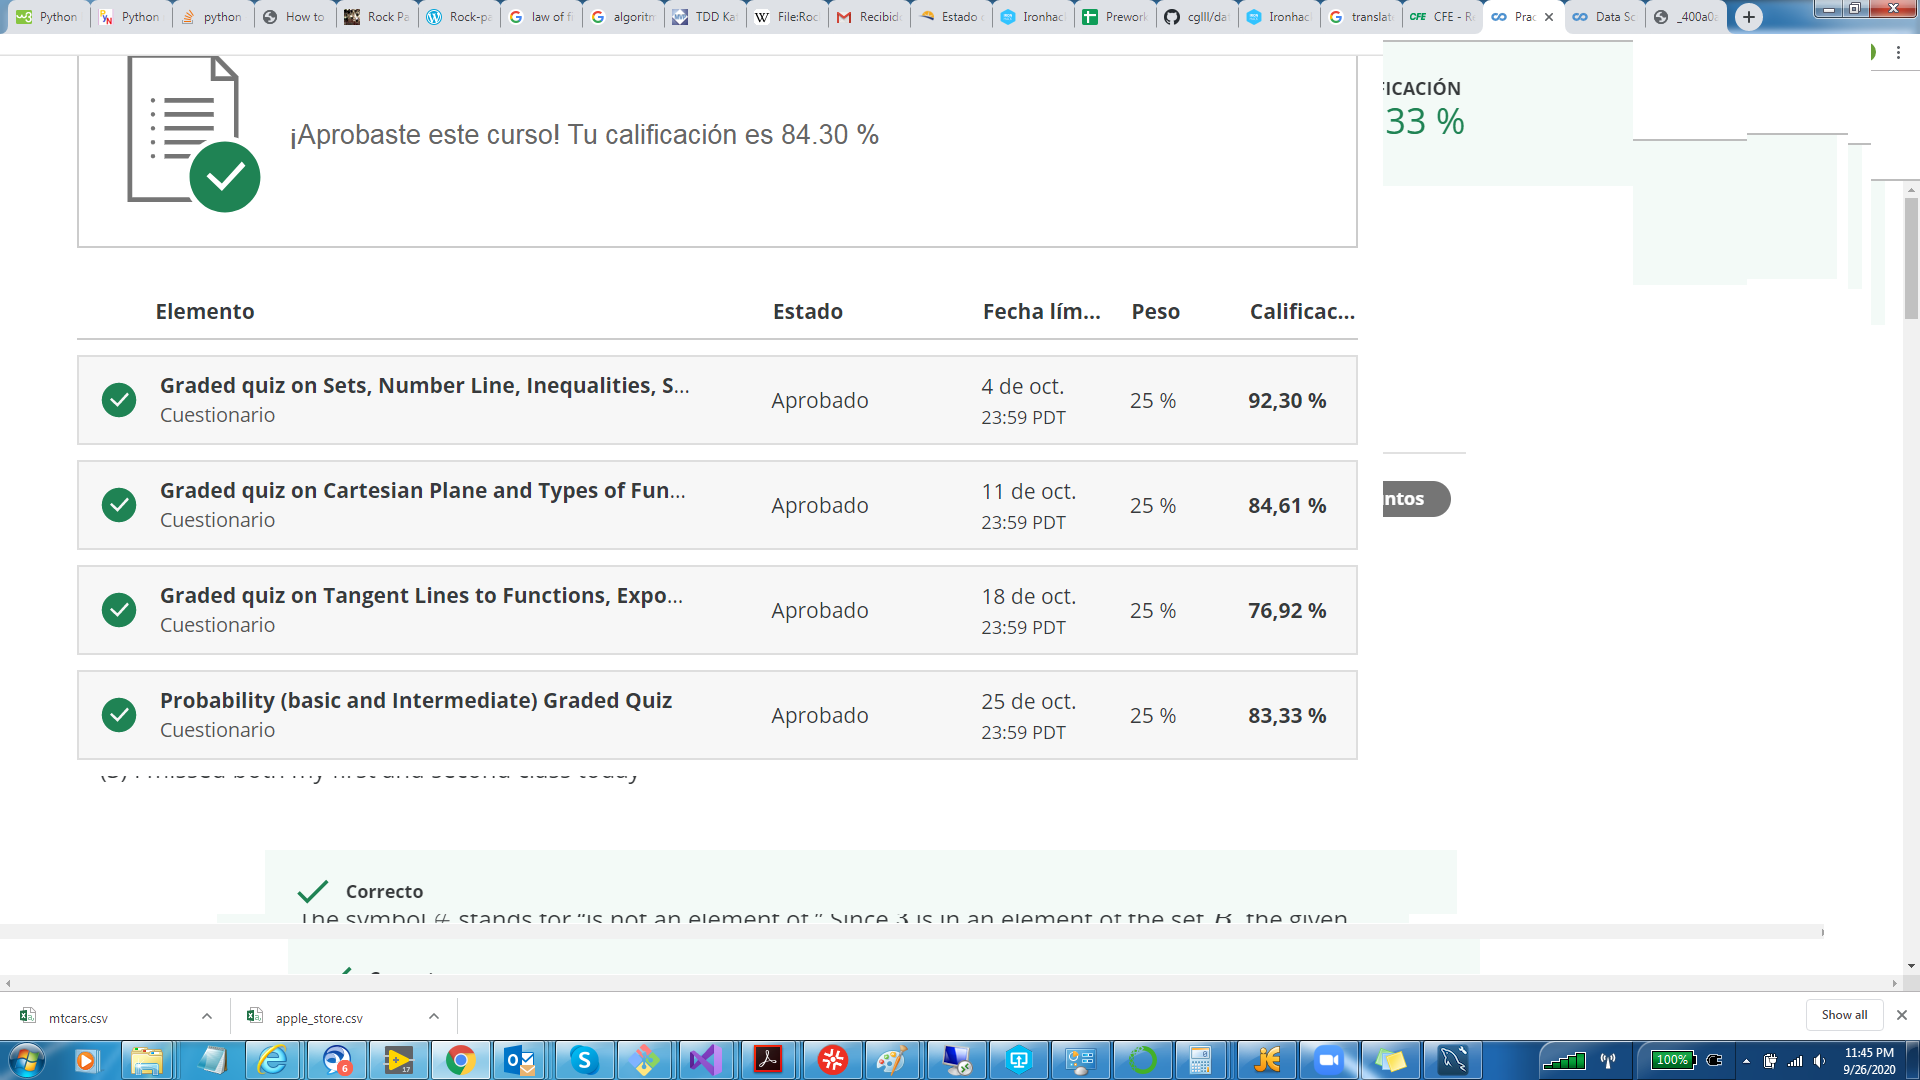 Python
Python
python
How to
Rock Pa
Rock-pa
law of f
algoritm
TDD Ka
File:Roc
Recibido
Estado
Ironhac
Prework
cglll/da
Ironhac
translat
CFE CFE - R
Prac
Data Sc
_400a0a
¡Aprobaste este curso! Tu calificación es 84.30 %
FICACIÓN
33 %
Elemento Estado Fecha lím... Peso Calificac...
Graded quiz on Sets, Number Line, Inequalities, S...
Cuestionario
Aprobado
4 de oct.
23:59 PDT
25 %
92,30 %
ntos
Graded quiz on Cartesian Plane and Types of Fun...
Cuestionario
Aprobado
11 de oct.
23:59 PDT
25 %
84,61 %
Graded quiz on Tangent Lines to Functions, Expo...
Cuestionario
Aprobado
18 de oct.
23:59 PDT
25 %
76,92 %
Probability (basic and Intermediate) Graded Quiz
Cuestionario
Aprobado
25 de oct.
23:59 PDT
25 %
83,33 %
I missed both my first and second class today
Correcto
The symbol ∉ stands for “is not an element of.” Since 3 is in an element of the set B, the given
mtcars.csv
apple_store.csv
Show all
6
17
100%
11:45 PM
9/26/2020